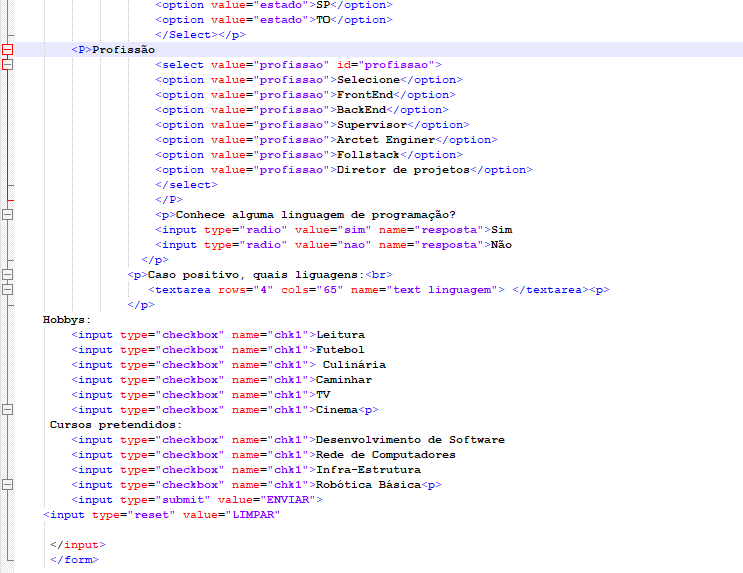 <option value="estado">SP</option>
<option value="estado">TO</option>
</Select></p>
<P>Profissão
<select value="profissao" id="profissao">
<option value="profissao">Selecione</option>
<option value="profissao">FrontEnd</option>
<option value="profissao">BackEnd</option>
<option value="profissao">Supervisor</option>
<option value="profissao">Arctet Enginer</option>
<option value="profissao">Follstack</option>
<option value="profissao">Diretor de projetos</option>
</select>
</P>
<p>Conhece alguma linguagem de programação?
<input type="radio" value="sim" name="resposta">Sim
<input type="radio" value="nao" name="resposta">Não
</p>
<p>Caso positivo, quais liguagens:<br>
<textarea rows="4" cols="65" name="text linguagem"> </textarea><p>
</p>
Hobbys:
<input type="checkbox" name="chk1">Leitura
<input type="checkbox" name="chk1">Futebol
<input type="checkbox" name="chk1"> Culinária
<input type="checkbox" name="chk1">Caminhar
<input type="checkbox" name="chk1">TV
<input type="checkbox" name="chk1">Cinema<p>
Cursos pretendidos:
<input type="checkbox" name="chk1">Desenvolvimento de Software
<input type="checkbox" name="chk1">Rede de Computadores
<input type="checkbox" name="chk1">Infra-Estrutura
<input type="checkbox" name="chk1">Robótica Básica<p>
<input type="submit" value="ENVIAR">
<input type="reset" value="LIMPAR"
</input>
</form>